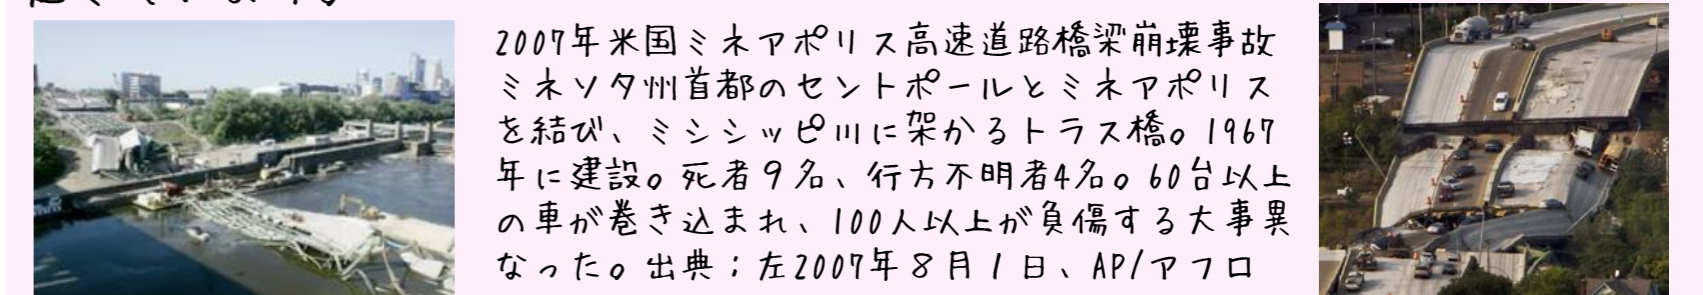 2007年米国ミネアポリス高速道路橋梁崩壊事故
ミネソタ州首都のセントポールとミネアポリス
を結び、ミシシッピ川に架かるトラス橋。1967
年に建設。死者9名、行方不明者4名。60台以上
の車が巻き込まれ、100人以上が負傷する大事異
なった。出典；左2007年8月1日、AP/アフロ